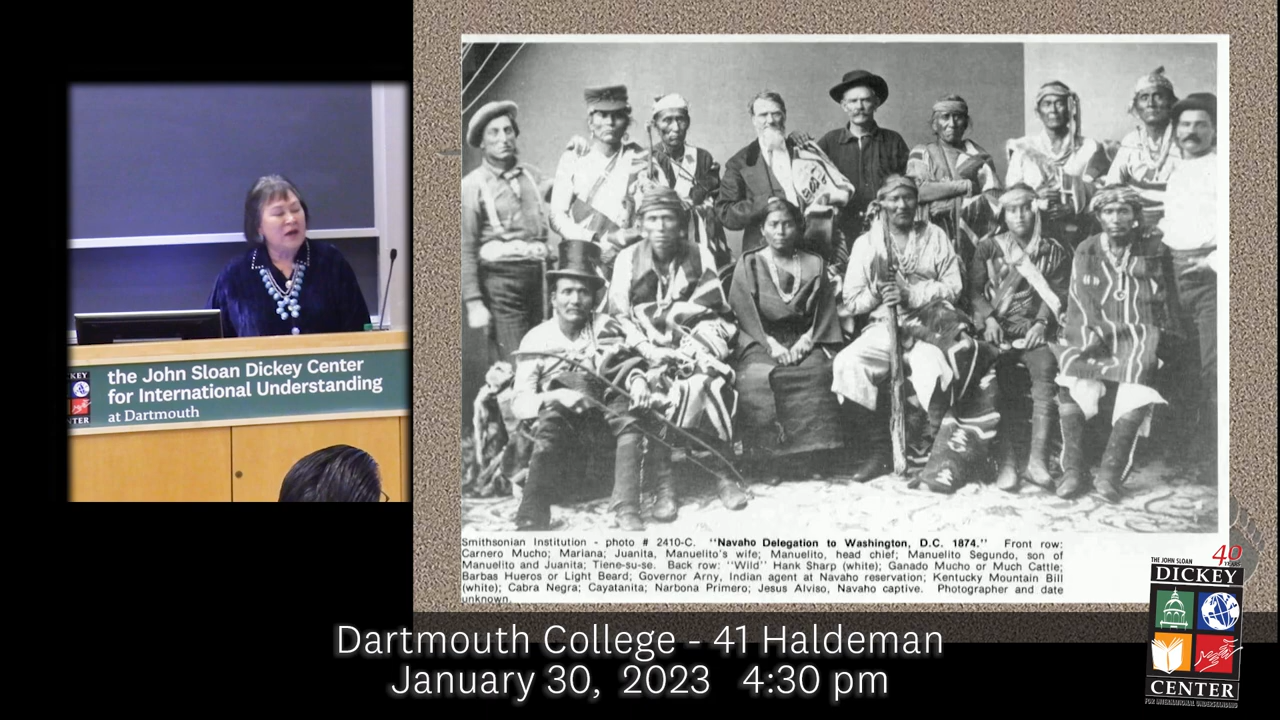 the John Sloan Dickey Center
for International Understanding
at Dartmouth
Smithsonian Institution - photo # 2410-C. "Navaho Delegation to Washington, D.C. 1874." Front row:
Carnero Mucho; Mariana; Juanita, Manuelito's wife; Manuelito, head chief; Manuelito Segundo, son of
Manuelito and Juanita; Tiene-su-se. Back row: "Wild" Hank Sharp (white); Ganado Mucho or Much Cattle;
Barbas Hueros or Light Beard; Governor Arny, Indian agent at Navaho reservation; Kentucky Mountain Bill
(white); Cabra Negra; Cayatanita; Narbona Primero; Jesus Alviso, Navaho captive. Photographer and date
unknown.
Dartmouth College - 41 Haldeman
January 30, 2023 4:30 pm
40
YEARS
THE JOHN SLOAN
DICKEY
CENTER
FOR INTERNATIONAL UNDERSTANDING